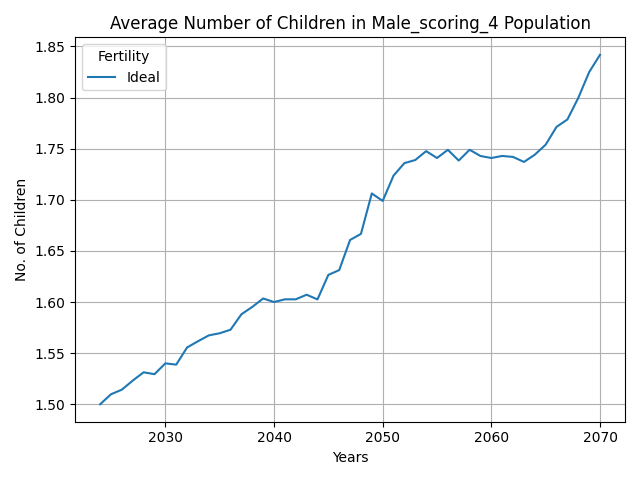 Average Number of Children in Male_scoring_4 Population
Fertility
Ideal
1.85
1.80
1.75
1.70
1.65
1.60
1.55
1.50
No. of Children
2030
2040
2050
2060
2070
Years